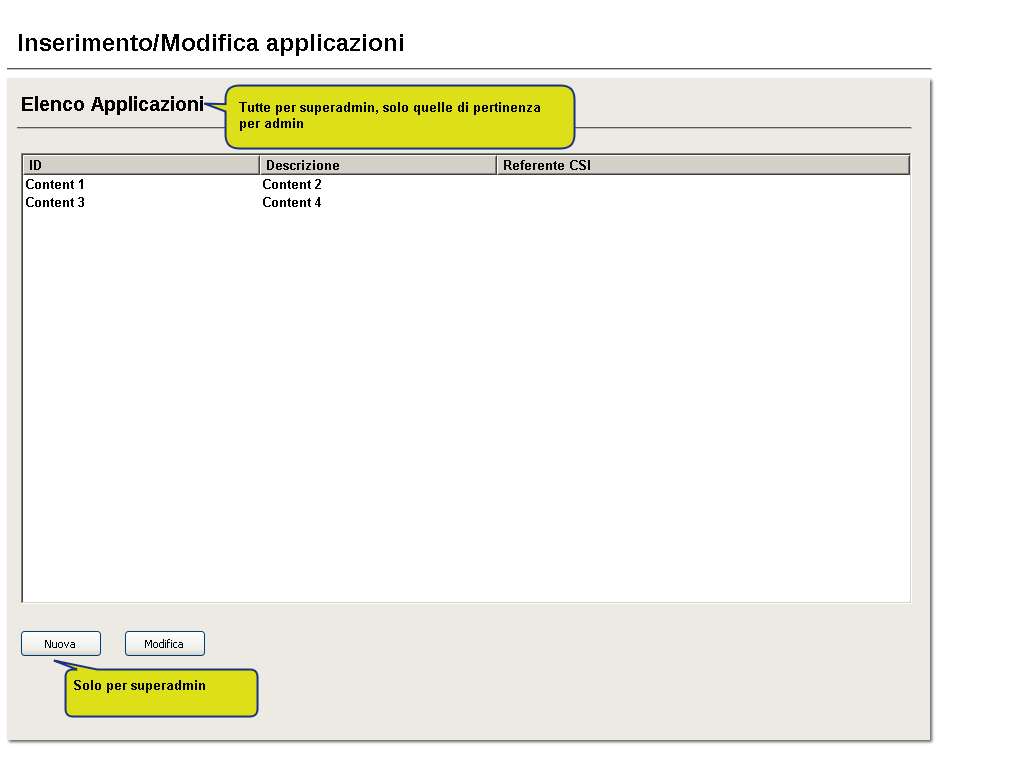 Inserimento/Modifica applicazioni
Elenco Applicazioni
Tutte per superadmin, solo quelle di pertinenza
per admin
ID Descrizione Referente CSI
Content 1 Content 2
Content 3 Content 4
Nuova Modifica
Solo per superadmin